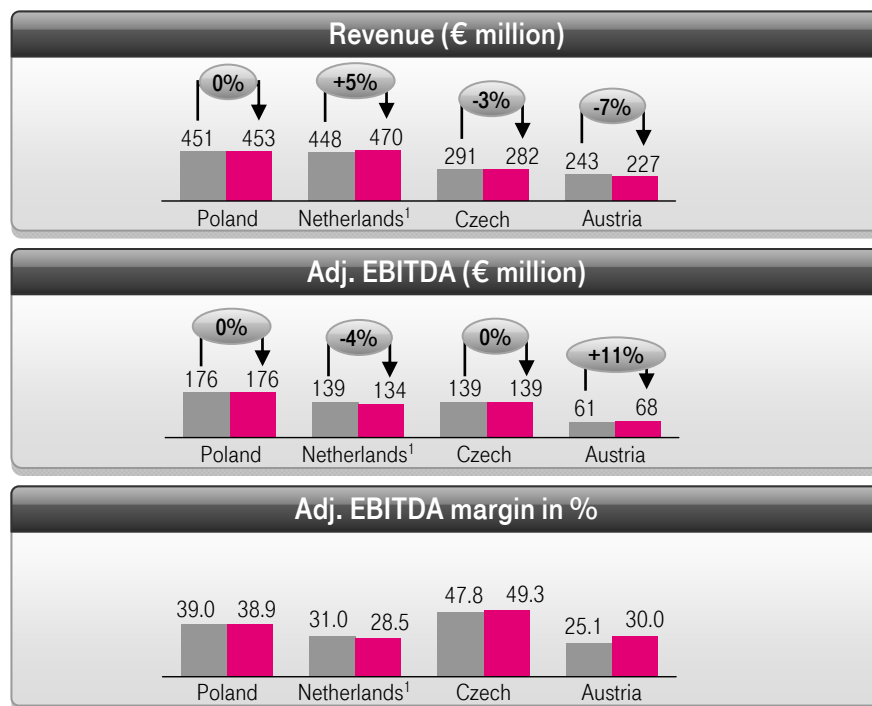 Revenue (€ million)
0% +5% -3% -7%
451 453 448 470 291 282 243 227
Poland Netherlands¹ Czech Austria
Adj. EBITDA (€ million)
0% -4% 0% +11%
176 176 139 134 139 139 61 68
Poland Netherlands¹ Czech Austria
Adj. EBITDA margin in %
39.0 38.9 31.0 28.5 47.8 49.3 25.1 30.0
Poland Netherlands¹ Czech Austria